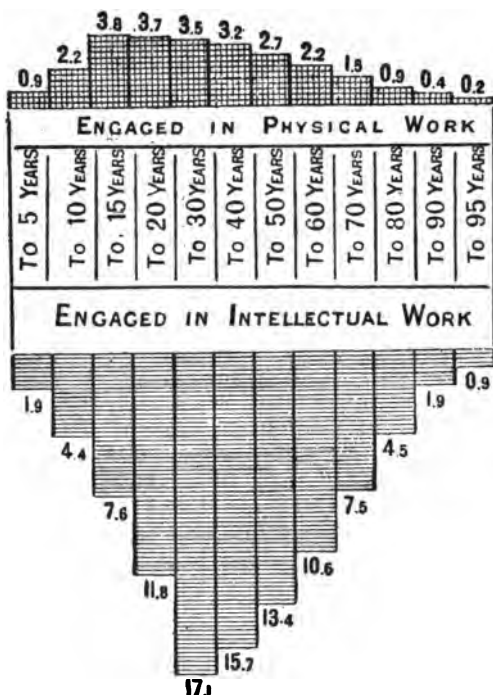 0.9 2.2 3.8 3.7 3.5 3.2 2.7 2.2 1.6 0.9 0.4 0.2
ENGAGED IN PHYSICAL WORK
TO 5 YEARS
TO 10 YEARS
TO. 15 YEARS
TO 20 YEARS
TO 30 YEARS
TO 40 YEARS
TO 50 YEARS
TO 60 YEARS
TO 70 YEARS
TO 80 YEARS
TO 90 YEARS
TO 95 YEARS
ENGAGED IN INTELLECTUAL WORK
1.9
4.4
7.6
11.8
17.1
15.7
13.4
10.6
7.5
4.5
1.9
0.9